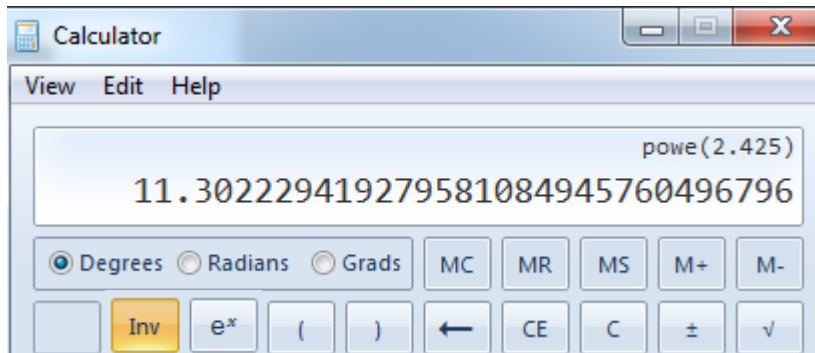 Calculator
View Edit Help
powe(2.425)
11.302229419279581084945760496796
Degrees Radians Grads MC MR MS M+ M-
Inv eˣ ( ) ← CE C ± √